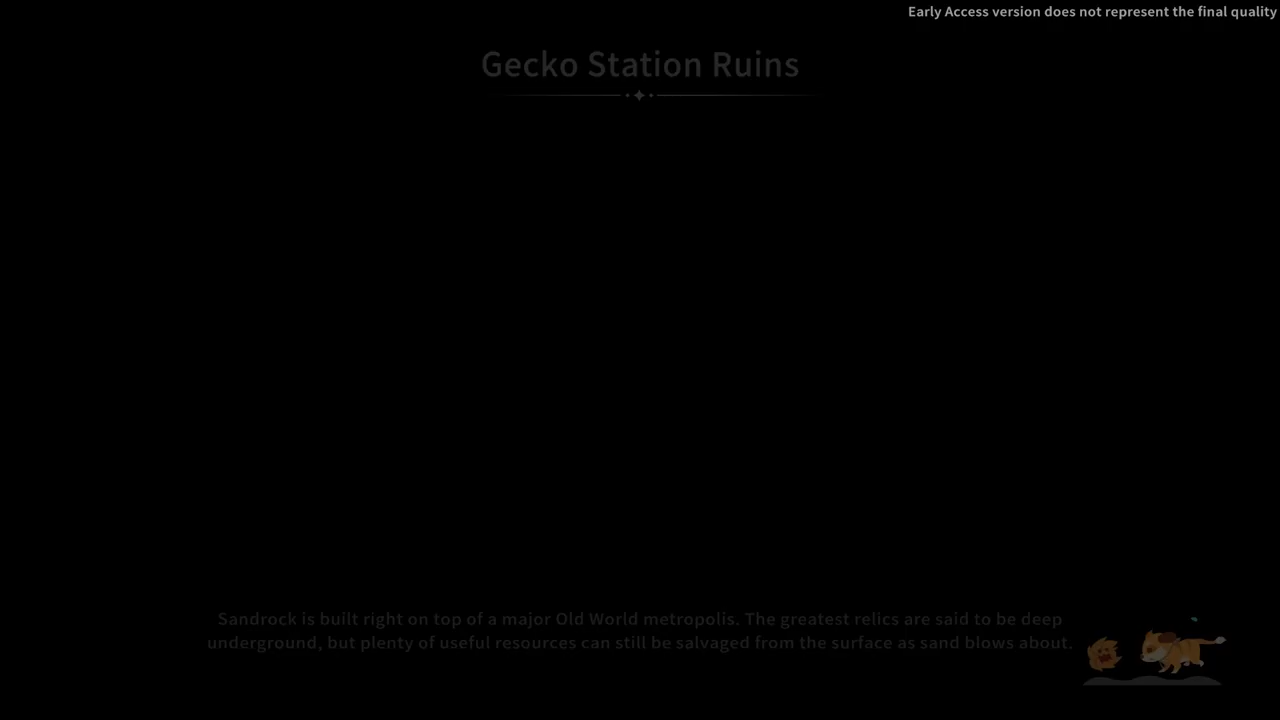 Early Access version does not represent the final quality
Gecko Station Ruins
Sandrock is built right on top of a major Old World metropolis. The greatest relics are said to be deep
underground, but plenty of useful resources can still be salvaged from the surface as sand blows about.